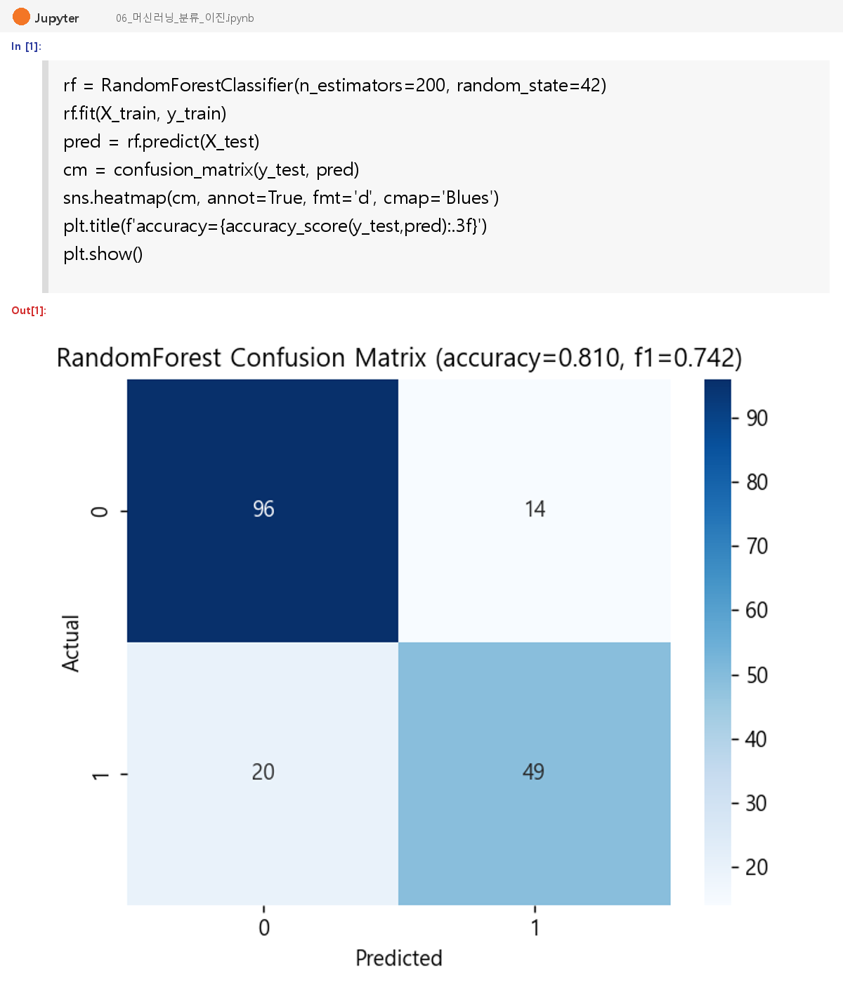 Jupyter 06_머신러닝_분류_이진.ipynb
In [1]:
rf = RandomForestClassifier(n_estimators=200, random_state=42)
rf.fit(X_train, y_train)
pred = rf.predict(X_test)
cm = confusion_matrix(y_test, pred)
sns.heatmap(cm, annot=True, fmt='d', cmap='Blues')
plt.title(f'accuracy={accuracy_score(y_test,pred):.3f}')
plt.show()
Out[1]:
RandomForest Confusion Matrix (accuracy=0.810, f1=0.742)
90
80
70
60
50
40
30
20
0
96
14
Actual
1
20
49
0
1
Predicted